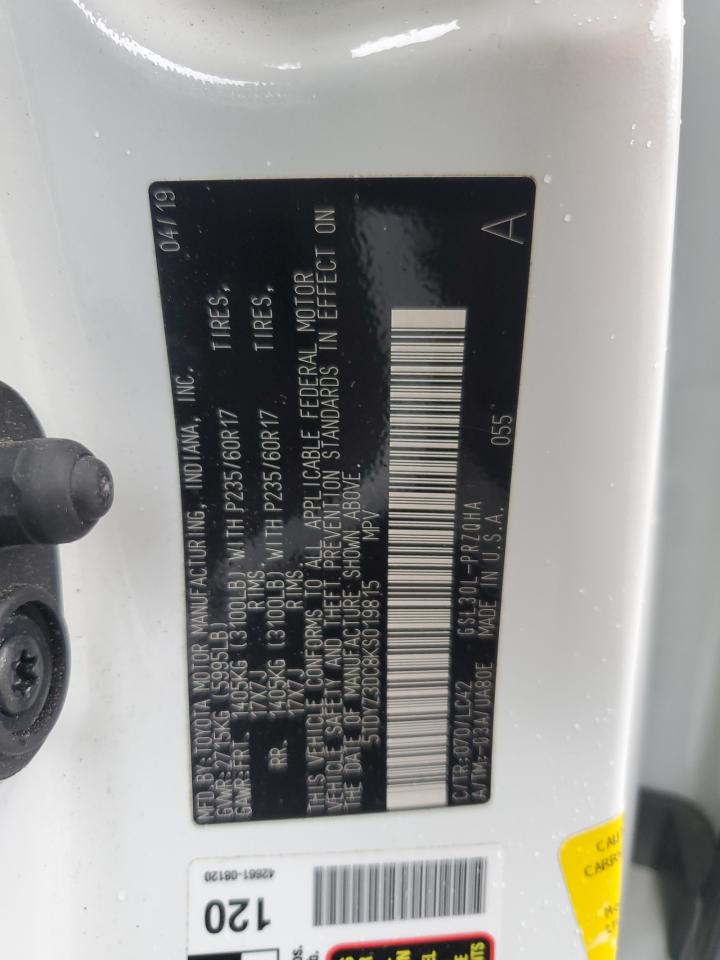 MFD.BY:TOYOTA MOTOR MANUFACTURING, INDIANA, INC. 04/19
GVWR:2715KG (5995LB)
GAWR:FRT. 1405KG (3100LB) WITH P235/60R17 TIRES,
17X7J RIMS,
RR. 1405KG (3100LB) WITH P235/60R17 TIRES,
17X7J RIMS,
THIS VEHICLE CONFORMS TO ALL APPLICABLE FEDERAL MOTOR
VEHICLE SAFETY AND THEFT PREVENTION STANDARDS IN EFFECT ON
THE DATE OF MANUFACTURE SHOWN ABOVE.
5TDYZ3DC8KS019815 MPV
C/TR:070/LC42 GSL30L-PRZQHA
A/TM:-03A/UA80E MADE IN U.S.A. 055 A
120
42661-08120